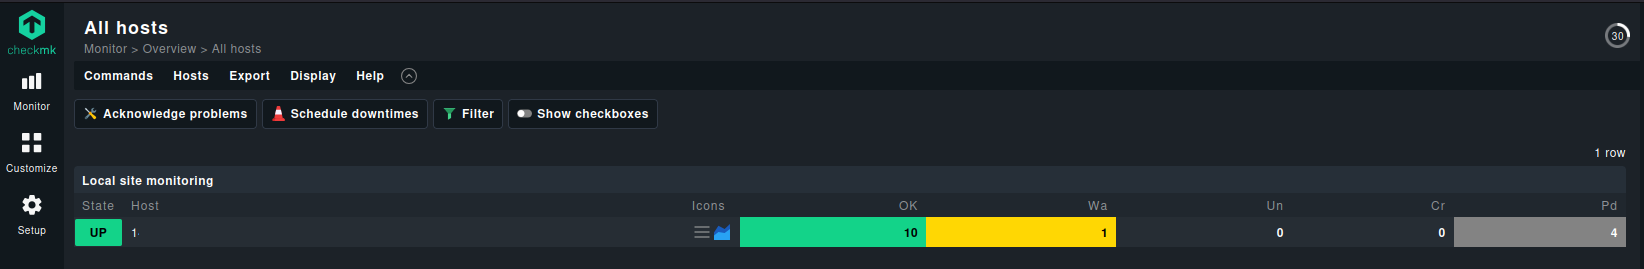 checkmk
All hosts
Monitor > Overview > All hosts
30
Commands Hosts Export Display Help
Acknowledge problems Schedule downtimes Filter Show checkboxes
Monitor
Customize
Setup
1 row
Local site monitoring
State Host Icons OK Wa Un Cr Pd
UP 1 10 1 0 0 4